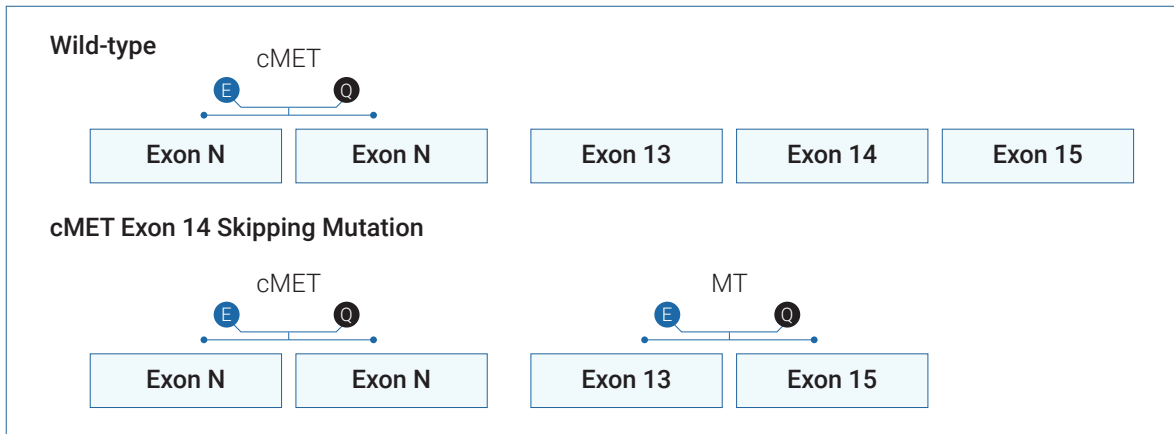 Wild-type
cMET
E Q
Exon N Exon N Exon 13 Exon 14 Exon 15
cMET Exon 14 Skipping Mutation
cMET MT
E Q E Q
Exon N Exon N Exon 13 Exon 15